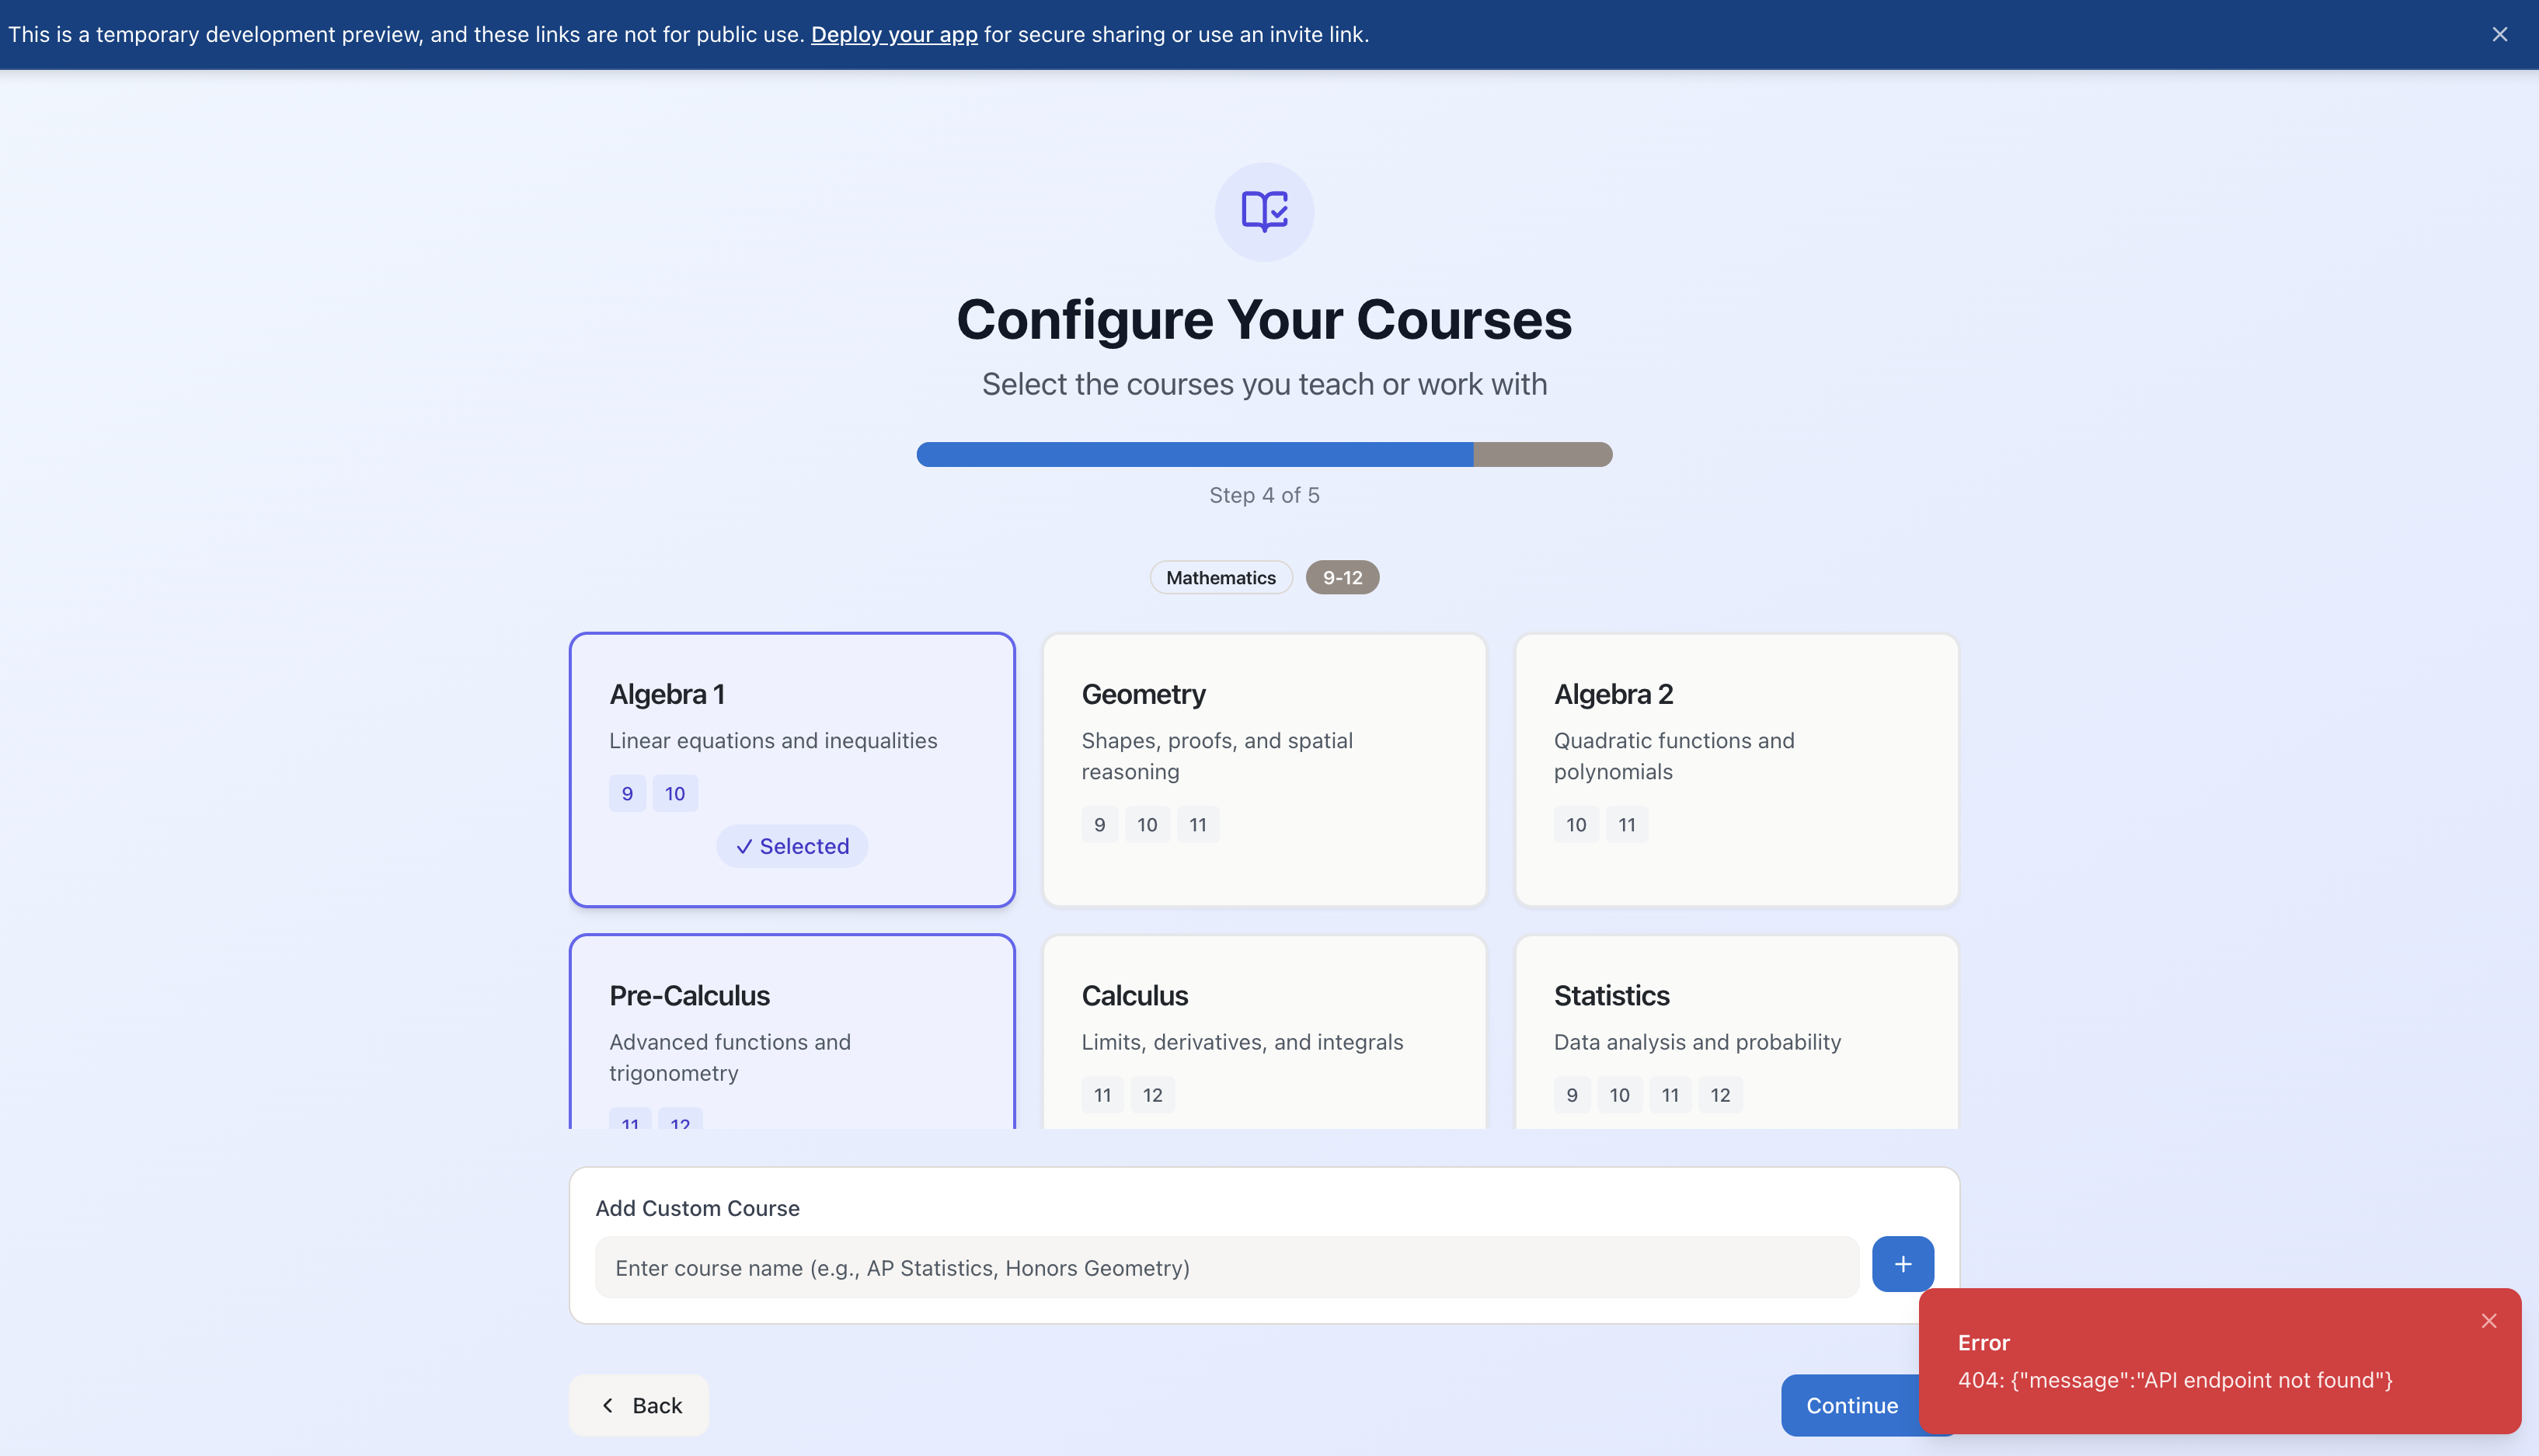 This is a temporary development preview, and these links are not for public use. Deploy your app for secure sharing or use an invite link.
Configure Your Courses
Select the courses you teach or work with
Step 4 of 5
Mathematics 9-12
Algebra 1
Linear equations and inequalities
9 10
✓ Selected
Geometry
Shapes, proofs, and spatial
reasoning
9 10 11
Algebra 2
Quadratic functions and
polynomials
10 11
Pre-Calculus
Advanced functions and
trigonometry
11 12
Calculus
Limits, derivatives, and integrals
11 12
Statistics
Data analysis and probability
9 10 11 12
Add Custom Course
Enter course name (e.g., AP Statistics, Honors Geometry)
Back
Continue
Error
404: {"message":"API endpoint not found"}